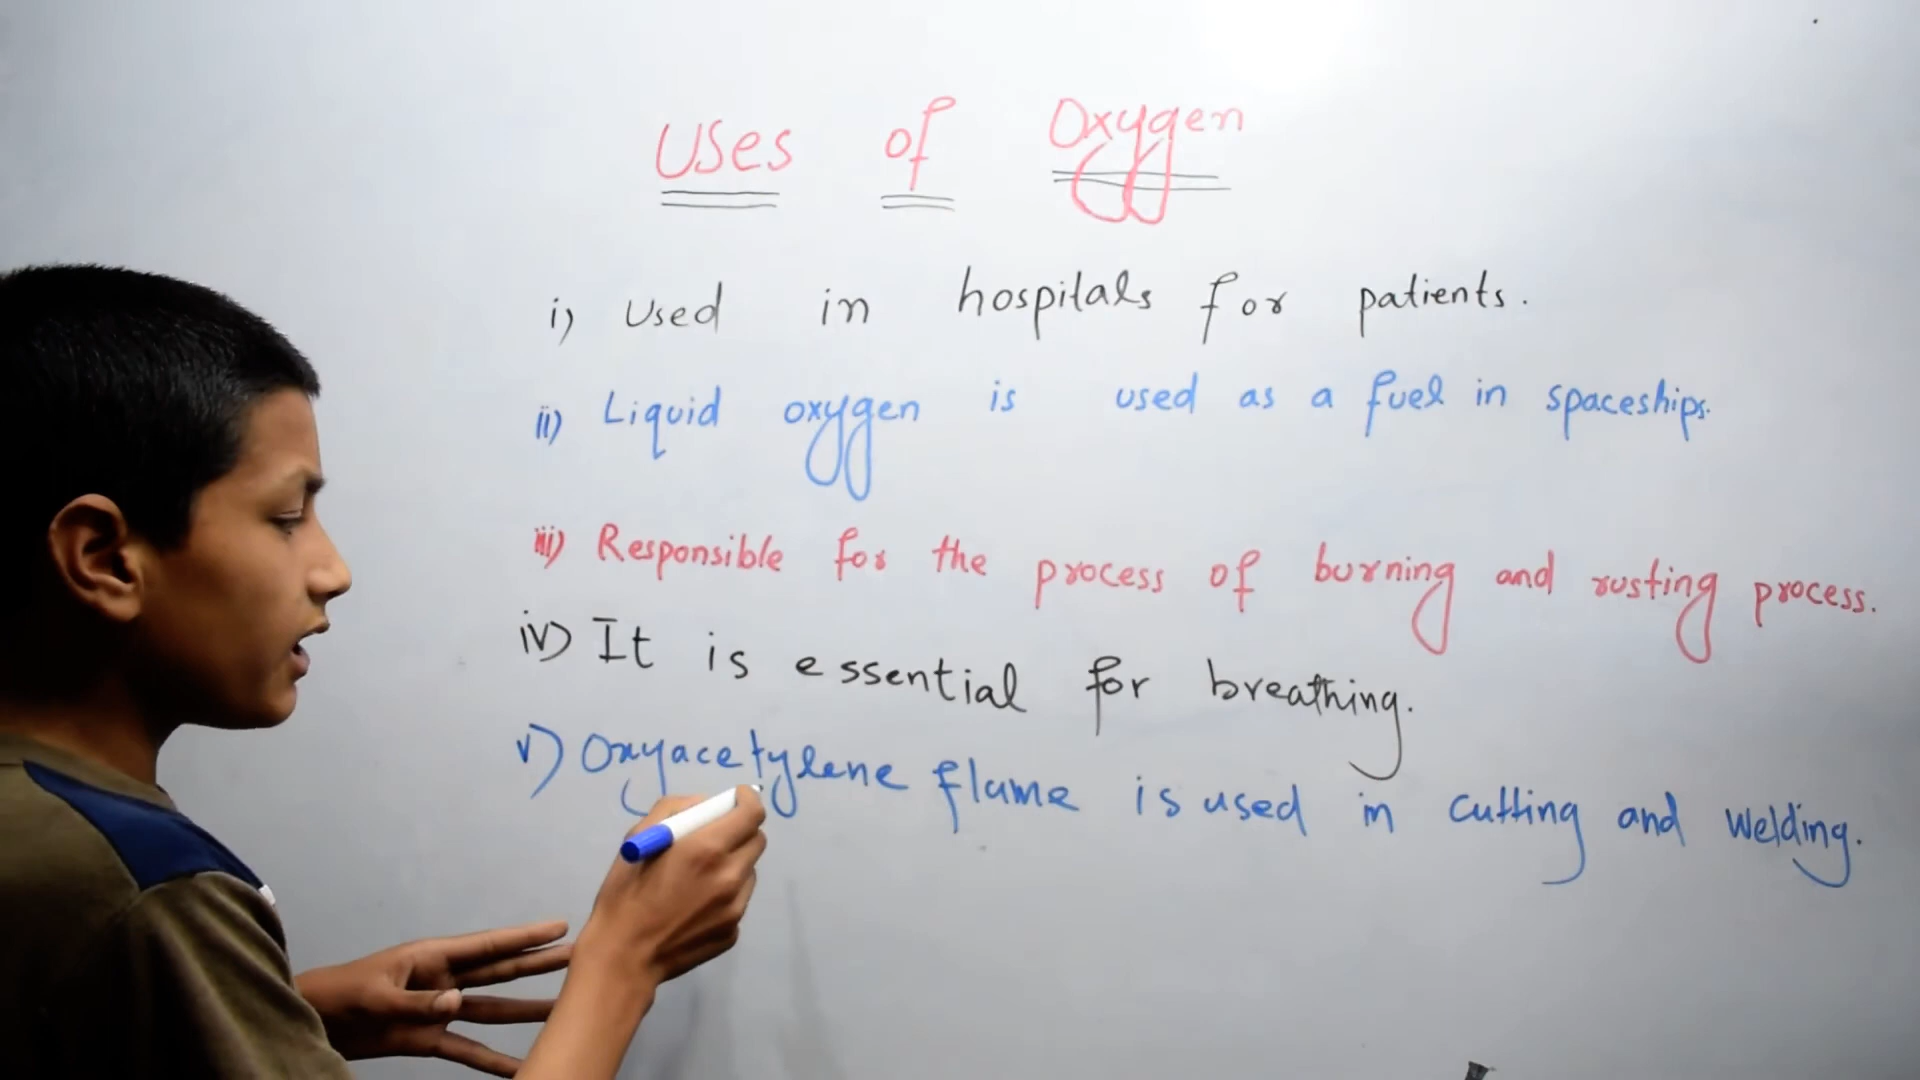 Uses of Oxygen
i) Used in hospitals for patients.
ii) Liquid oxygen is used as a fuel in spaceships.
iii) Responsible for the process of burning and rusting process.
iv) It is essential for breathing.
v) Oxyacetylene flame is used in cutting and welding.